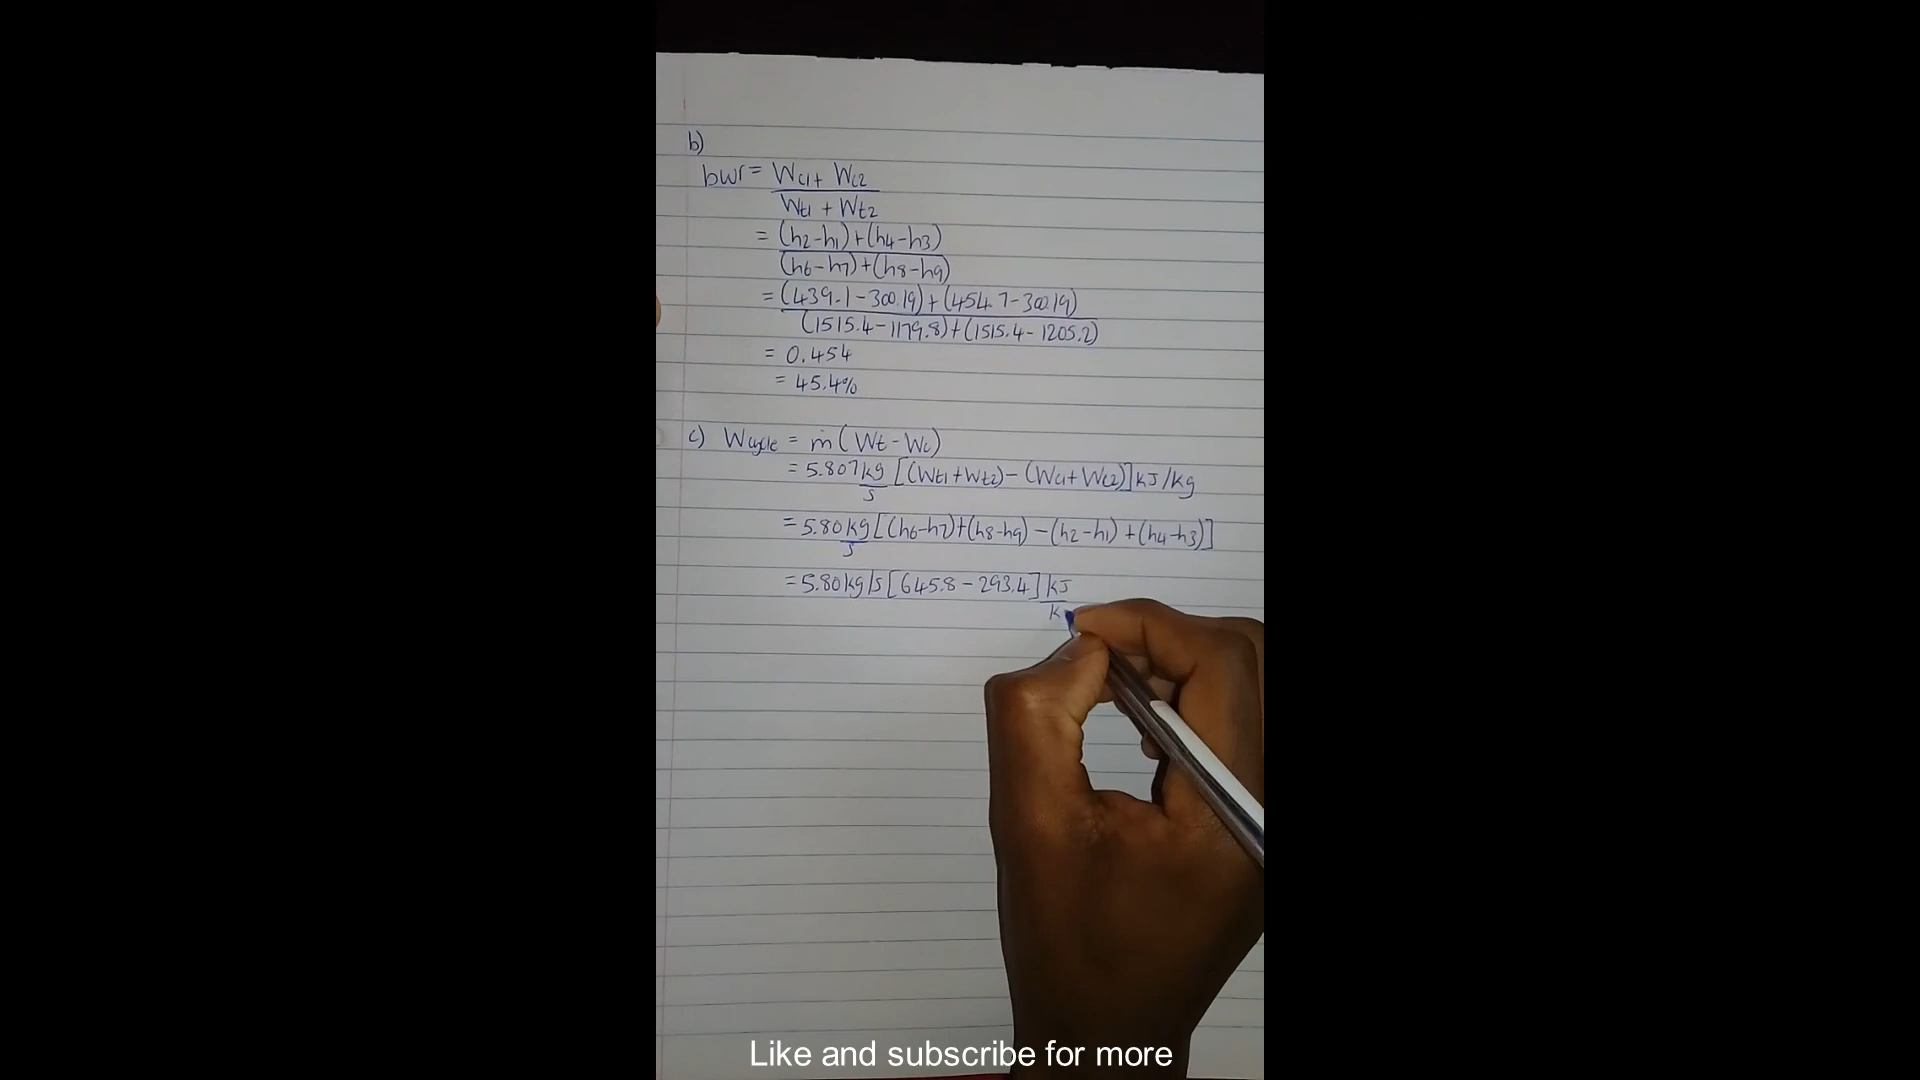 b)
bwr = Wc1 + Wc2
Wt1 + Wt2
= (h2-h1)+(h4-h3)
(h6-h7)+(h8-h9)
= (439.1-300.19)+(454.7-300.19)
(1515.4-1179.8)+(1515.4-1205.2)
= 0.454
= 45.4%
c) Wcycle = ṁ(Wt-Wc)
= 5.807 kg [(Wt1+Wt2)-(Wc1+Wc2)] kJ/kg
s
= 5.80 kg [(h6-h7)+(h8-h9)-(h2-h1)+(h4-h3)]
s
= 5.80 kg/s [645.8-293.4] kJ
k
Like and subscribe for more